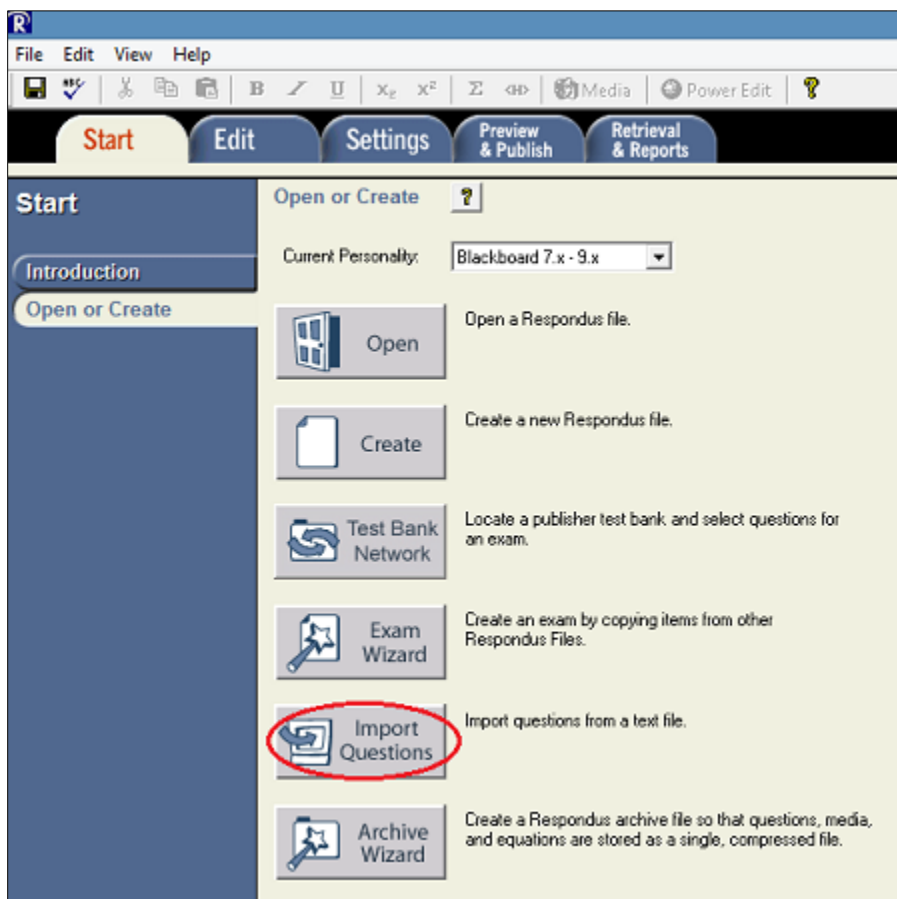 R
File Edit View Help
ABC B I U x₂ x² Σ <H> Media Power Edit ?
Start Edit Settings Preview & Publish Retrieval & Reports
Start
Introduction
Open or Create
Open or Create ?
Current Personality: Blackboard 7.x - 9.x
Open
Open a Respondus file.
Create
Create a new Respondus file.
Test Bank
Network
Locate a publisher test bank and select questions for
an exam.
Exam
Wizard
Create an exam by copying items from other
Respondus Files.
Import
Questions
Import questions from a text file.
Archive
Wizard
Create a Respondus archive file so that questions, media,
and equations are stored as a single, compressed file.